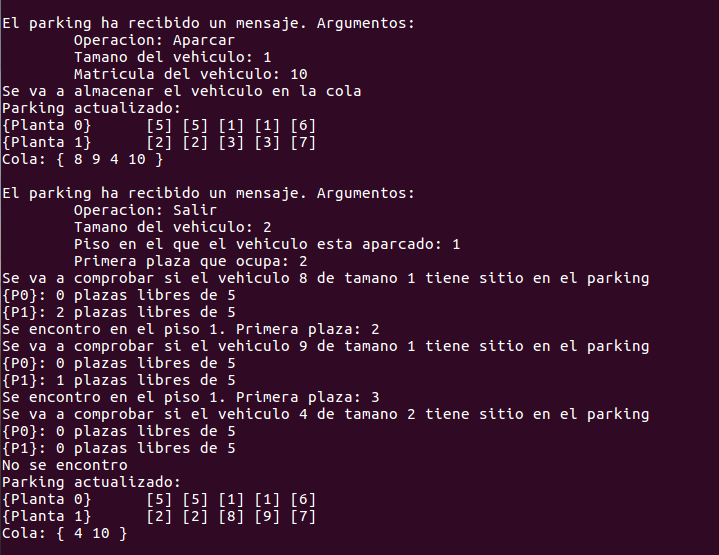 El parking ha recibido un mensaje. Argumentos:
Operacion: Aparcar
Tamano del vehiculo: 1
Matricula del vehiculo: 10
Se va a almacenar el vehiculo en la cola
Parking actualizado:
{Planta 0} [5] [5] [1] [1] [6]
{Planta 1} [2] [2] [3] [3] [7]
Cola: { 8 9 4 10 }
El parking ha recibido un mensaje. Argumentos:
Operacion: Salir
Tamano del vehiculo: 2
Piso en el que el vehiculo esta aparcado: 1
Primera plaza que ocupa: 2
Se va a comprobar si el vehiculo 8 de tamano 1 tiene sitio en el parking
{P0}: 0 plazas libres de 5
{P1}: 2 plazas libres de 5
Se encontro en el piso 1. Primera plaza: 2
Se va a comprobar si el vehiculo 9 de tamano 1 tiene sitio en el parking
{P0}: 0 plazas libres de 5
{P1}: 1 plazas libres de 5
Se encontro en el piso 1. Primera plaza: 3
Se va a comprobar si el vehiculo 4 de tamano 2 tiene sitio en el parking
{P0}: 0 plazas libres de 5
{P1}: 0 plazas libres de 5
No se encontro
Parking actualizado:
{Planta 0} [5] [5] [1] [1] [6]
{Planta 1} [2] [2] [8] [9] [7]
Cola: { 4 10 }